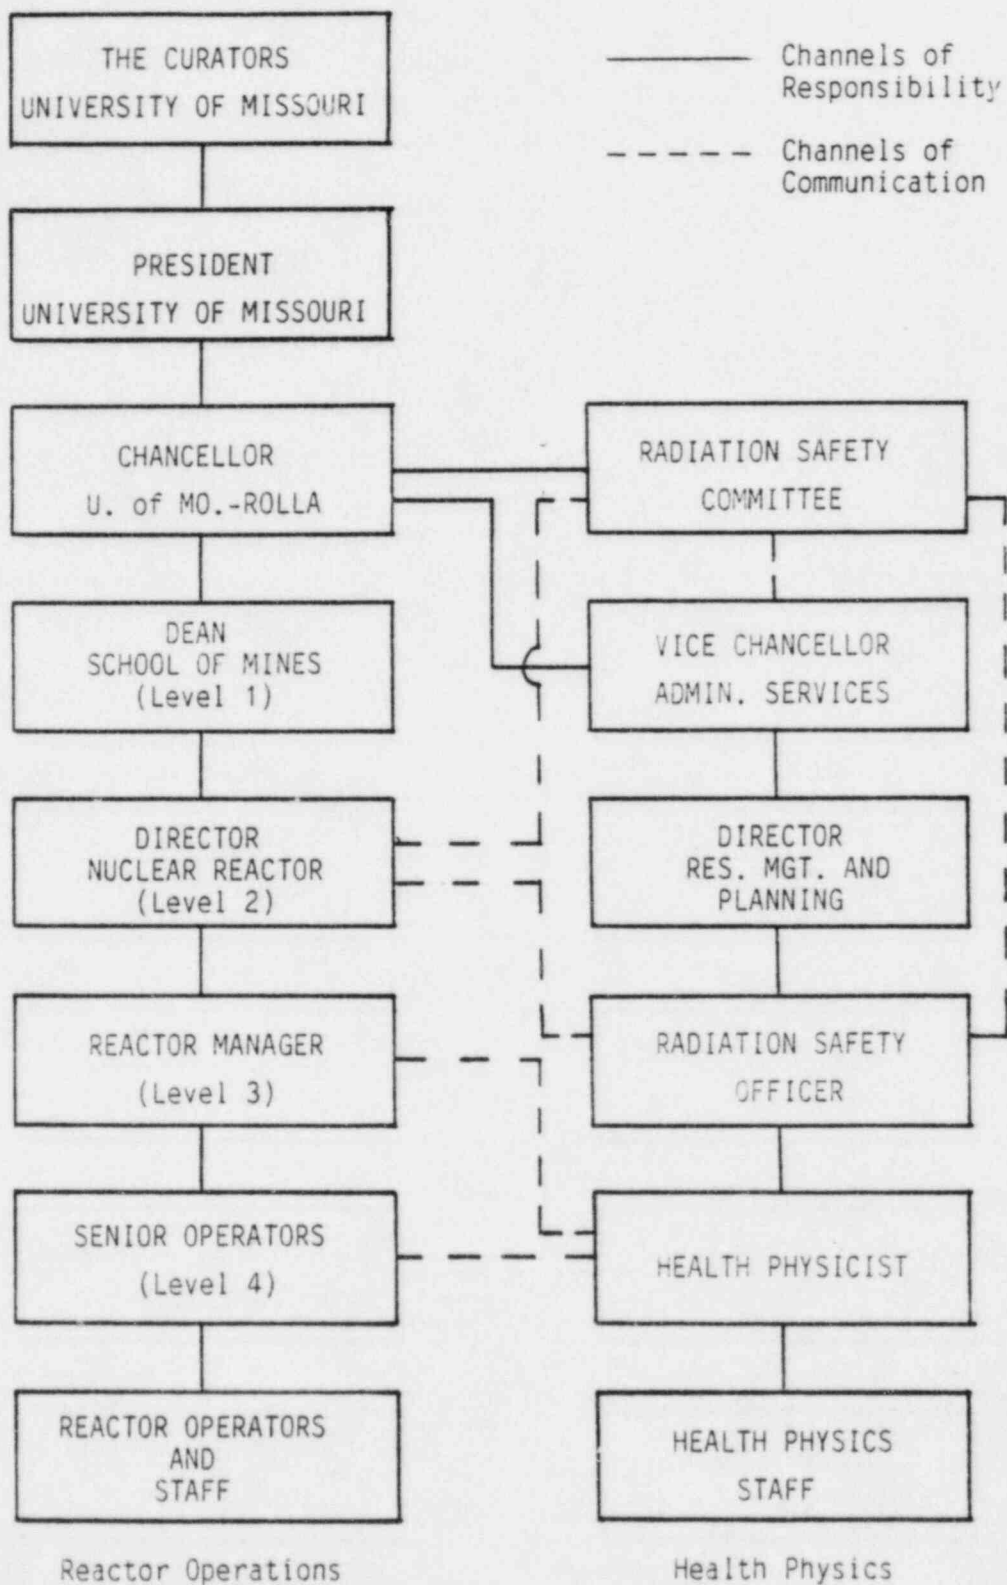 THE CURATORS
UNIVERSITY OF MISSOURI
Channels of
Responsibility
Channels of
Communication
PRESIDENT
UNIVERSITY OF MISSOURI
CHANCELLOR
U. of MO.-ROLLA
RADIATION SAFETY
COMMITTEE
DEAN
SCHOOL OF MINES
(Level 1)
VICE CHANCELLOR
ADMIN. SERVICES
DIRECTOR
NUCLEAR REACTOR
(Level 2)
DIRECTOR
RES. MGT. AND
PLANNING
REACTOR MANAGER
(Level 3)
RADIATION SAFETY
OFFICER
SENIOR OPERATORS
(Level 4)
HEALTH PHYSICIST
REACTOR OPERATORS
AND
STAFF
HEALTH PHYSICS
STAFF
Reactor Operations
Health Physics